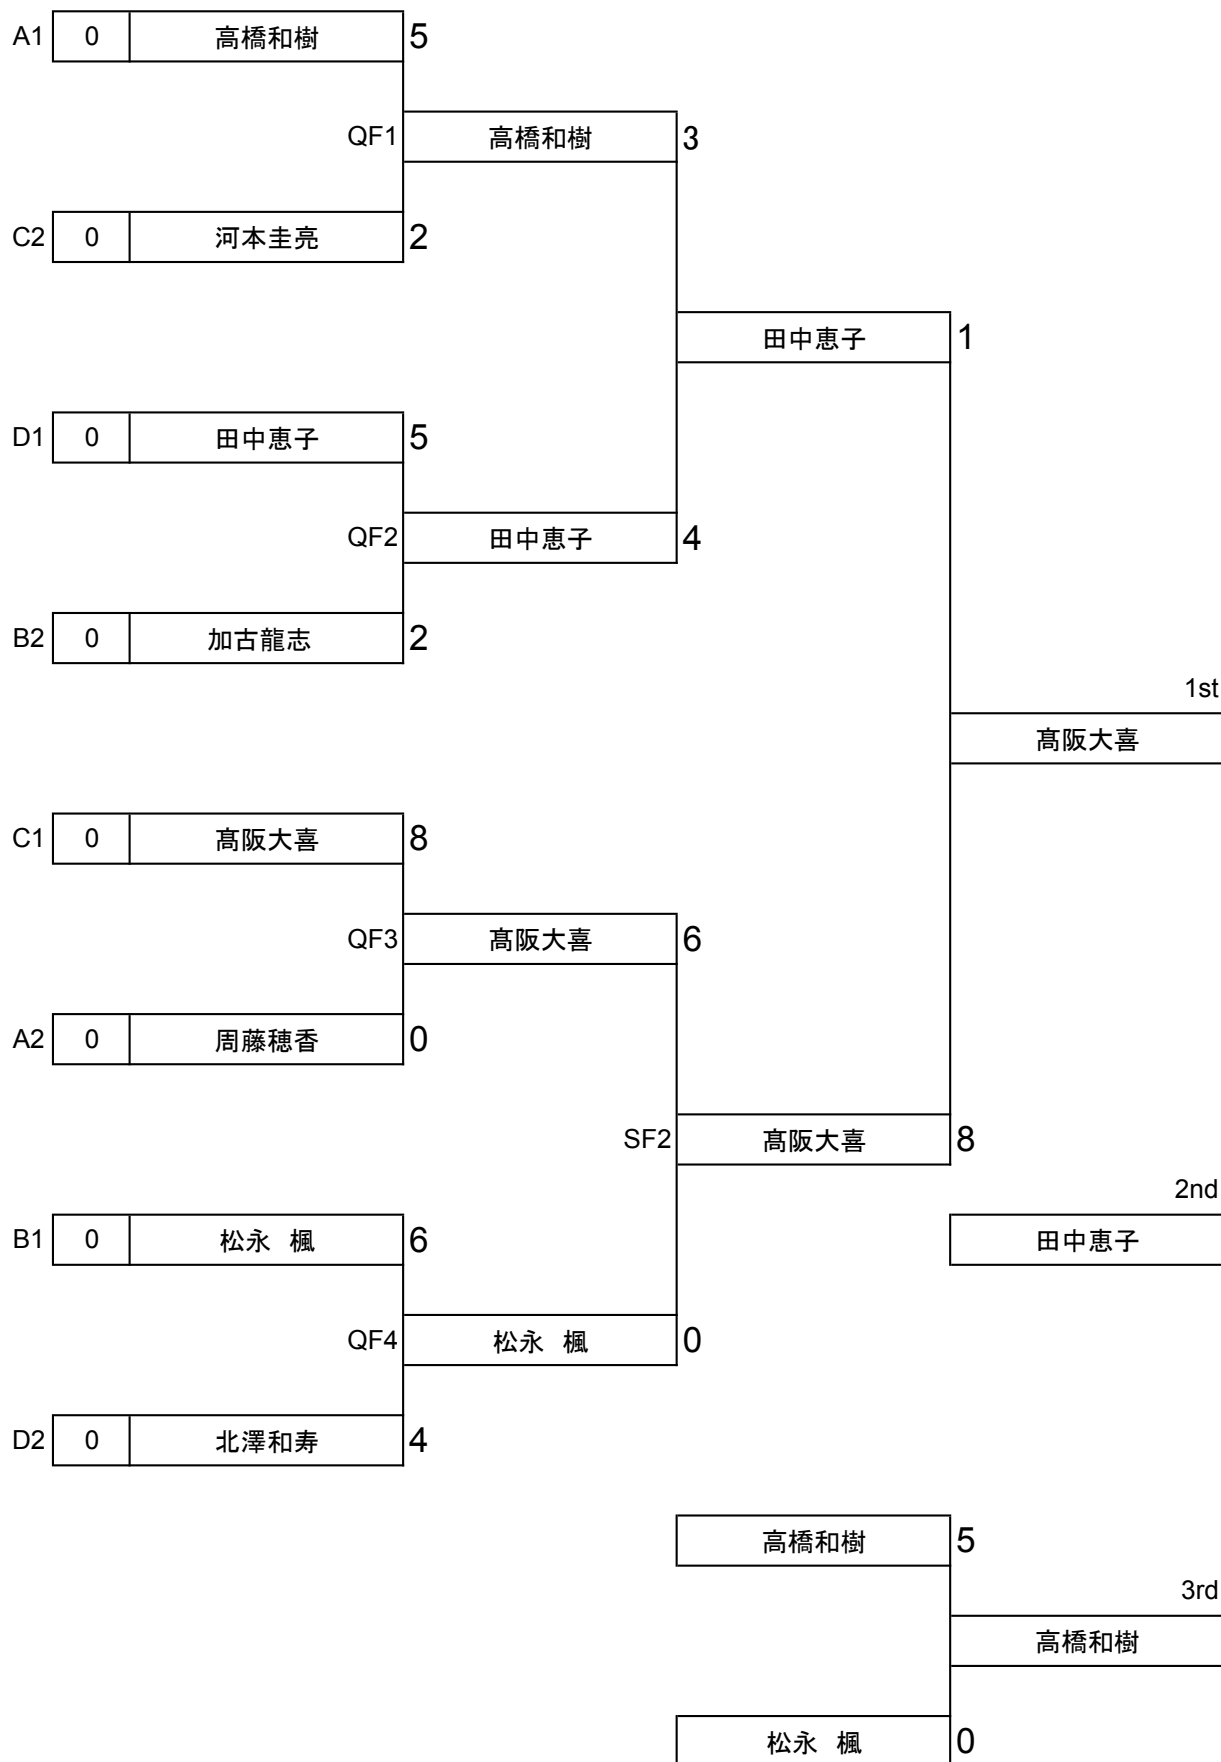 A1 0 高橋和樹 5
QF1 高橋和樹 3
C2 0 河本圭亮 2
田中恵子 1
D1 0 田中恵子 5
QF2 田中恵子 4
B2 0 加古龍志 2
1st
髙阪大喜
C1 0 髙阪大喜 8
QF3 髙阪大喜 6
A2 0 周藤穂香 0
SF2 髙阪大喜 8
2nd
B1 0 松永　楓 6
田中恵子
QF4 松永　楓 0
D2 0 北澤和寿 4
高橋和樹 5
3rd
高橋和樹
松永　楓 0